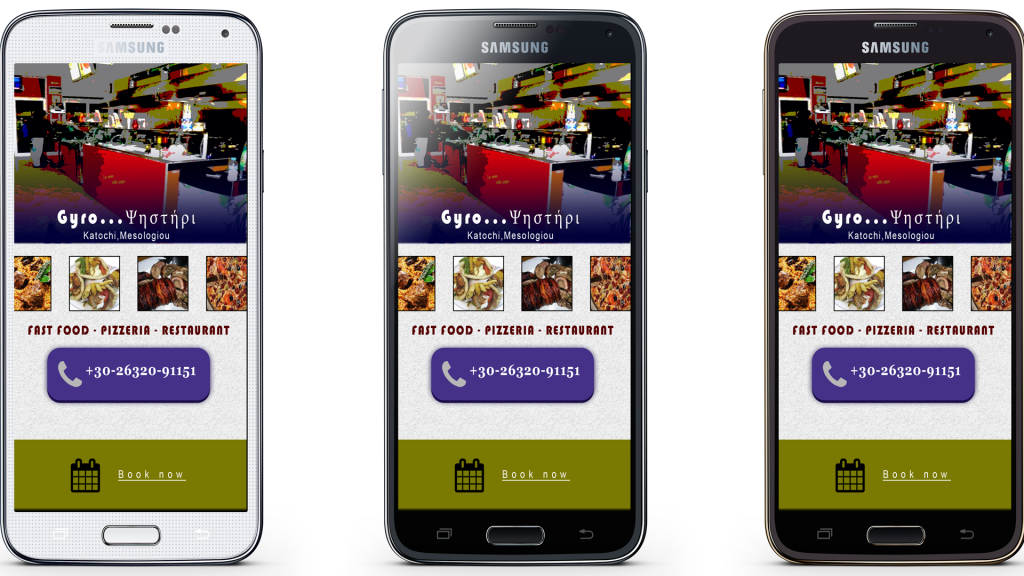 SAMSUNG
Gyro...Ψηστήρι
Katochi,Mesologiou
FAST FOOD - PIZZERIA - RESTAURANT
+30-26320-91151
Book now
SAMSUNG
Gyro...Ψηστήρι
Katochi,Mesologiou
FAST FOOD - PIZZERIA - RESTAURANT
+30-26320-91151
Book now
SAMSUNG
Gyro...Ψηστήρι
Katochi,Mesologiou
FAST FOOD - PIZZERIA - RESTAURANT
+30-26320-91151
Book now